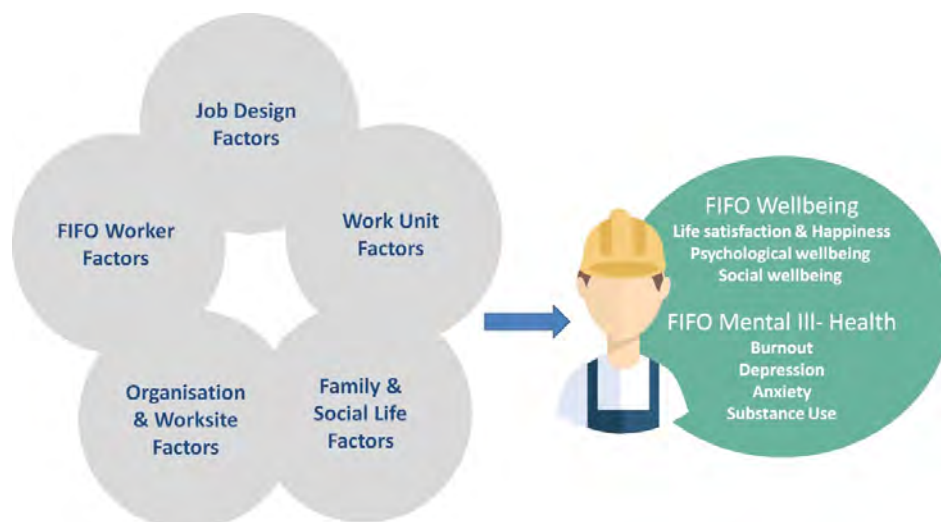 Job Design
Factors
FIFO Worker
Factors
Work Unit
Factors
Organisation
& Worksite
Factors
Family &
Social Life
Factors
FIFO Wellbeing
Life satisfaction & Happiness
Psychological wellbeing
Social wellbeing
FIFO Mental Ill- Health
Burnout
Depression
Anxiety
Substance Use